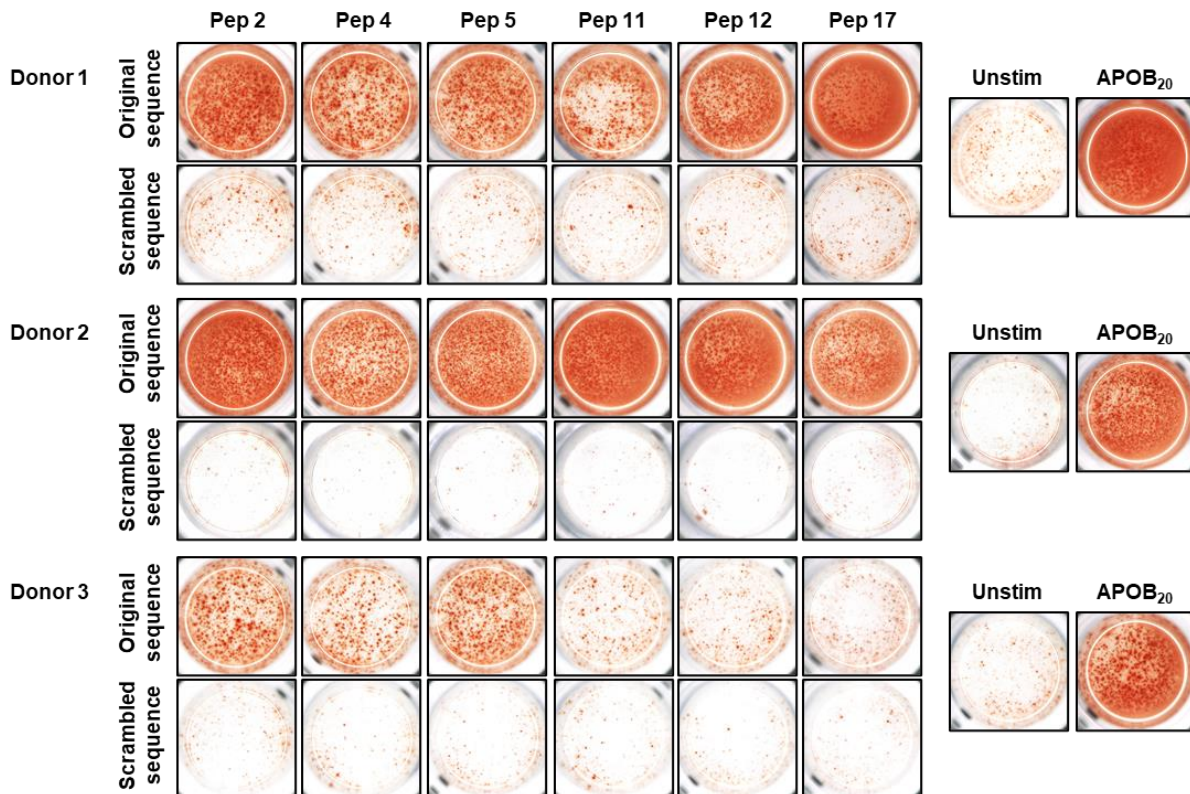 Pep 2 Pep 4 Pep 5 Pep 11 Pep 12 Pep 17
Donor 1
Original
sequence
Unstim APOB₂₀
Scrambled
sequence
Donor 2
Original
sequence
Unstim APOB₂₀
Scrambled
sequence
Donor 3
Original
sequence
Unstim APOB₂₀
Scrambled
sequence